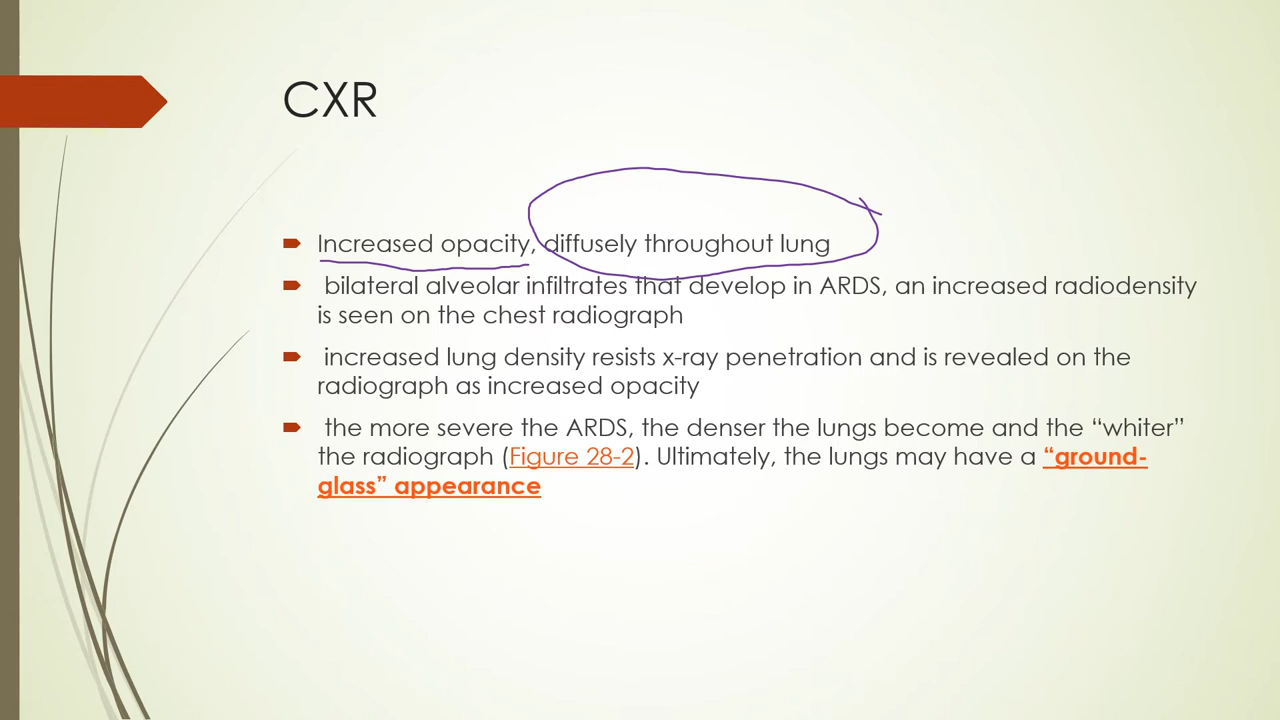 CXR
Increased opacity, diffusely throughout lung
bilateral alveolar infiltrates that develop in ARDS, an increased radiodensity
is seen on the chest radiograph
increased lung density resists x-ray penetration and is revealed on the
radiograph as increased opacity
the more severe the ARDS, the denser the lungs become and the “whiter”
the radiograph (Figure 28-2). Ultimately, the lungs may have a “ground-
glass” appearance